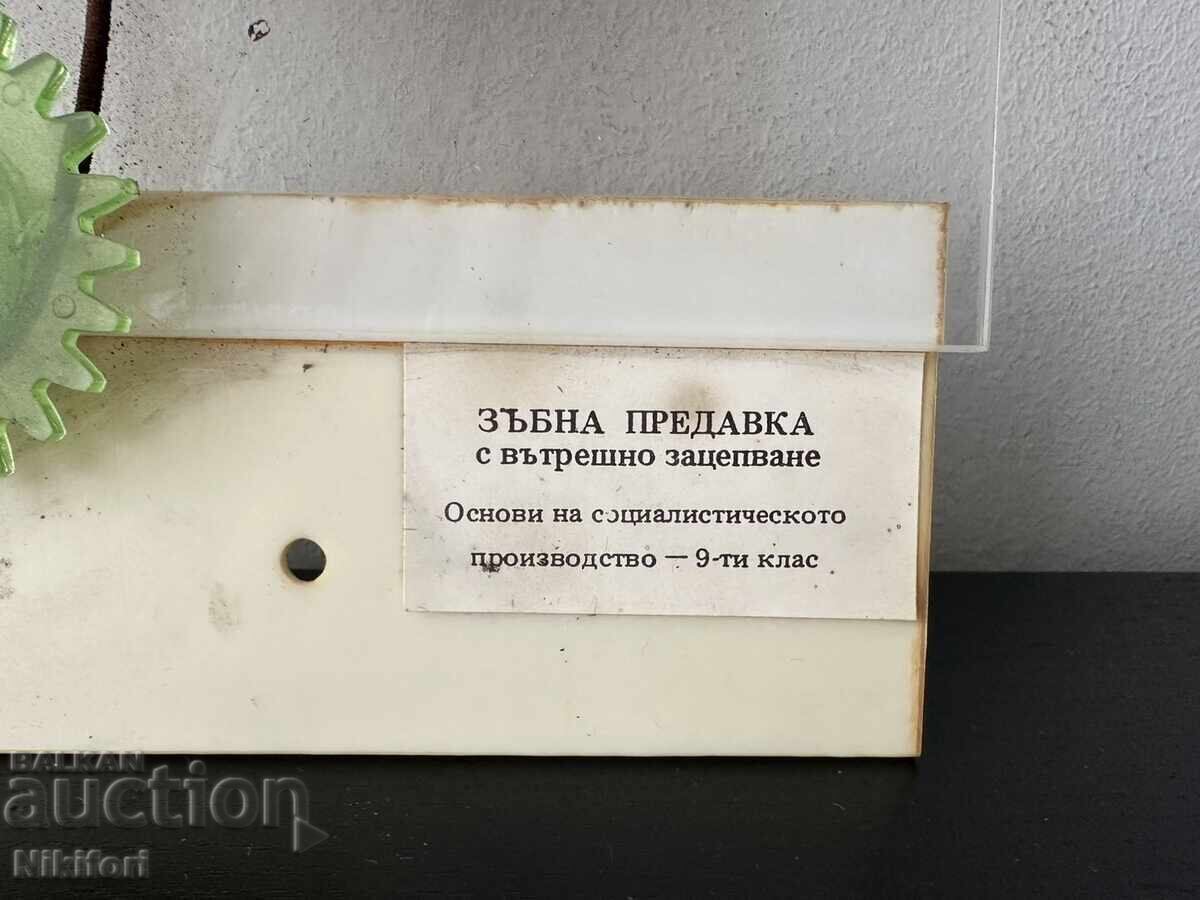 ЗЪБНА ПРЕДАВКА
с вътрешно зацепване
Основи на социалистическото
производство — 9-ти клас
BALKAN
auction
Nikifori